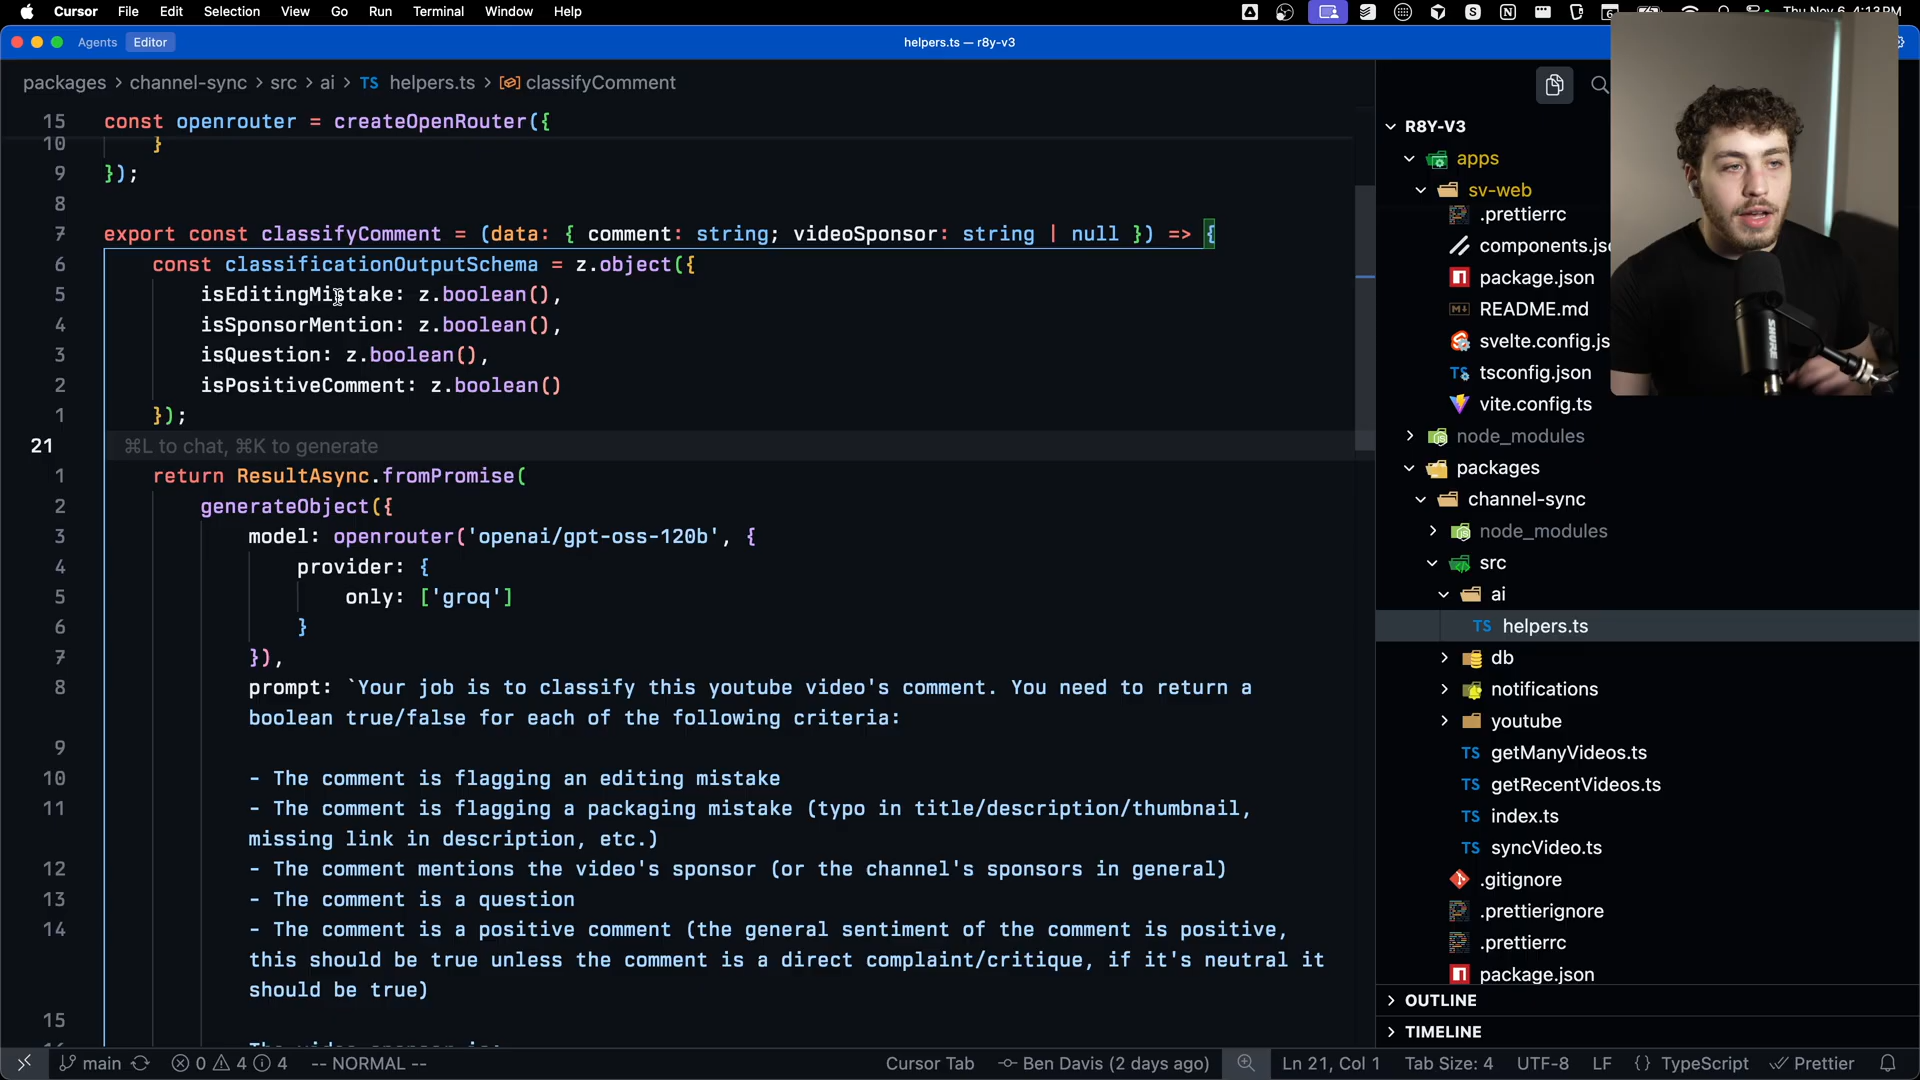 Cursor File Edit Selection View Go Run Terminal Window Help
Agents Editor helpers.ts — r8y-v3
packages > channel-sync > src > ai > TS helpers.ts > classifyComment
15 const openrouter = createOpenRouter({
10 }
9 });
8
7 export const classifyComment = (data: { comment: string; videoSponsor: string | null }) => {
6 const classificationOutputSchema = z.object({
5 isEditingMistake: z.boolean(),
4 isSponsorMention: z.boolean(),
3 isQuestion: z.boolean(),
2 isPositiveComment: z.boolean()
1 });
21 ⌘L to chat, ⌘K to generate
1 return ResultAsync.fromPromise(
2 generateObject({
3 model: openrouter('openai/gpt-oss-120b', {
4 provider: {
5 only: ['groq']
6 }
7 }),
8 prompt: `Your job is to classify this youtube video's comment. You need to return a
boolean true/false for each of the following criteria:
9
10 - The comment is flagging an editing mistake
11 - The comment is flagging a packaging mistake (typo in title/description/thumbnail,
missing link in description, etc.)
12 - The comment mentions the video's sponsor (or the channel's sponsors in general)
13 - The comment is a question
14 - The comment is a positive comment (the general sentiment of the comment is positive,
this should be true unless the comment is a direct complaint/critique, if it's neutral it
should be true)
15
R8Y-V3
apps
sv-web
.prettierrc
components.jso
package.json
README.md
svelte.config.js
TS tsconfig.json
vite.config.ts
node_modules
packages
channel-sync
node_modules
src
ai
TS helpers.ts
db
notifications
youtube
TS getManyVideos.ts
TS getRecentVideos.ts
TS index.ts
TS syncVideo.ts
.gitignore
.prettierignore
.prettierrc
package.json
OUTLINE
TIMELINE
SHURE
main 0 4 4 -- NORMAL -- Cursor Tab Ben Davis (2 days ago) Ln 21, Col 1 Tab Size: 4 UTF-8 LF {} TypeScript Prettier